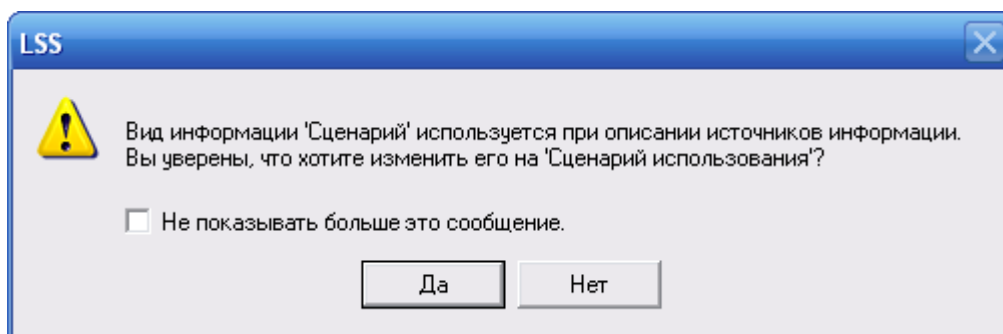 LSS
Вид информации 'Сценарий' используется при описании источников информации.
Вы уверены, что хотите изменить его на 'Сценарий использования'?
Не показывать больше это сообщение.
Да
Нет